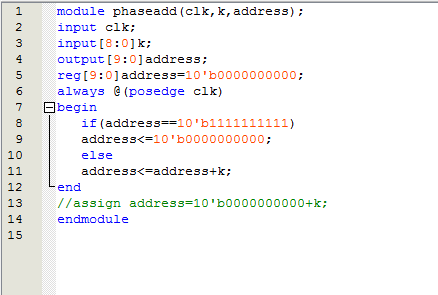 1 module phaseadd(clk,k,address);
2 input clk;
3 input[8:0]k;
4 output[9:0]address;
5 reg[9:0]address=10'b0000000000;
6 always @(posedge clk)
7 begin
8 if(address==10'b1111111111)
9 address<=10'b0000000000;
10 else
11 address<=address+k;
12 end
13 //assign address=10'b0000000000+k;
14 endmodule
15